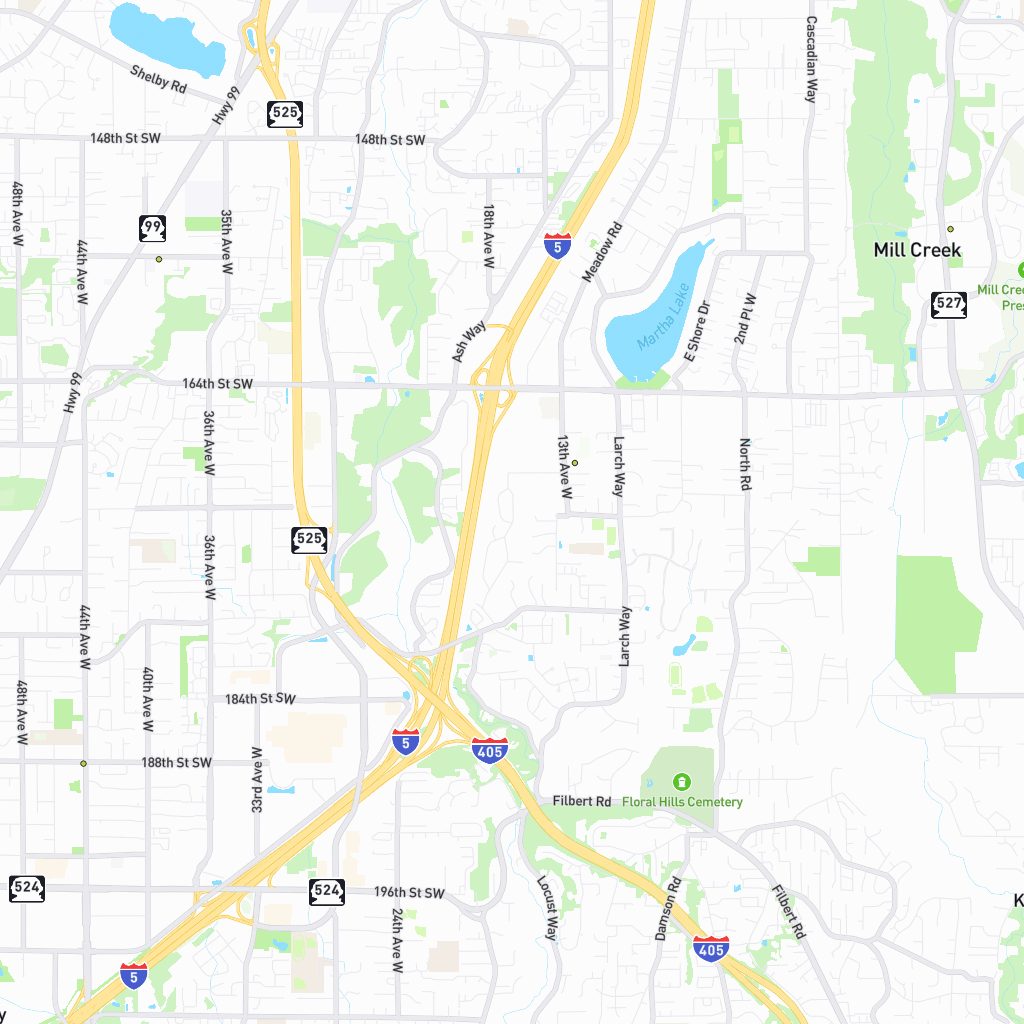 Shelby Rd
Hwy 99
525
Cascadian Way
148th St SW
148th St SW
48th Ave W
44th Ave W
99
35th Ave W
18th Ave W
5
Meadow Rd
Mill Creek
Mill Cree
Pres
527
Martha Lake
E Shore Dr
2nd Pl W
Ash Way
164th St SW
Hwy 99
36th Ave W
13th Ave W
Larch Way
North Rd
525
36th Ave W
44th Ave W
Larch Way
48th Ave W
40th Ave W
184th St SW
5
405
188th St SW
33rd Ave W
Filbert Rd
Floral Hills Cemetery
524
524
196th St SW
24th Ave W
Locust Way
Damson Rd
Filbert Rd
K
405
5
y